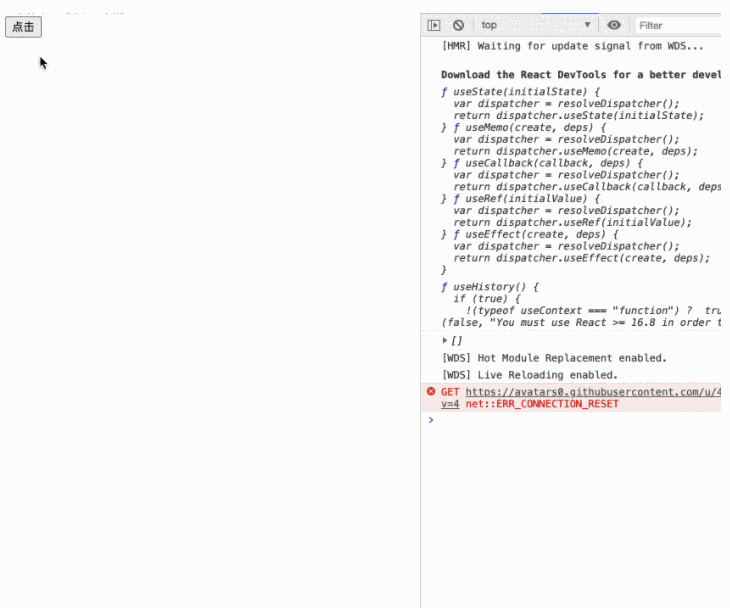 点击
top
Filter
[HMR] Waiting for update signal from WDS...
Download the React DevTools for a better devel
ƒ useState(initialState) {
var dispatcher = resolveDispatcher();
return dispatcher.useState(initialState);
} ƒ useMemo(create, deps) {
var dispatcher = resolveDispatcher();
return dispatcher.useMemo(create, deps);
} ƒ useCallback(callback, deps) {
var dispatcher = resolveDispatcher();
return dispatcher.useCallback(callback, deps
} ƒ useRef(initialValue) {
var dispatcher = resolveDispatcher();
return dispatcher.useRef(initialValue);
} ƒ useEffect(create, deps) {
var dispatcher = resolveDispatcher();
return dispatcher.useEffect(create, deps);
}
ƒ useHistory() {
if (true) {
!(typeof useContext === "function") ? tru
(false, "You must use React >= 16.8 in order t
[]
[WDS] Hot Module Replacement enabled.
[WDS] Live Reloading enabled.
GET https://avatars0.githubusercontent.com/u/4
v=4 net::ERR_CONNECTION_RESET